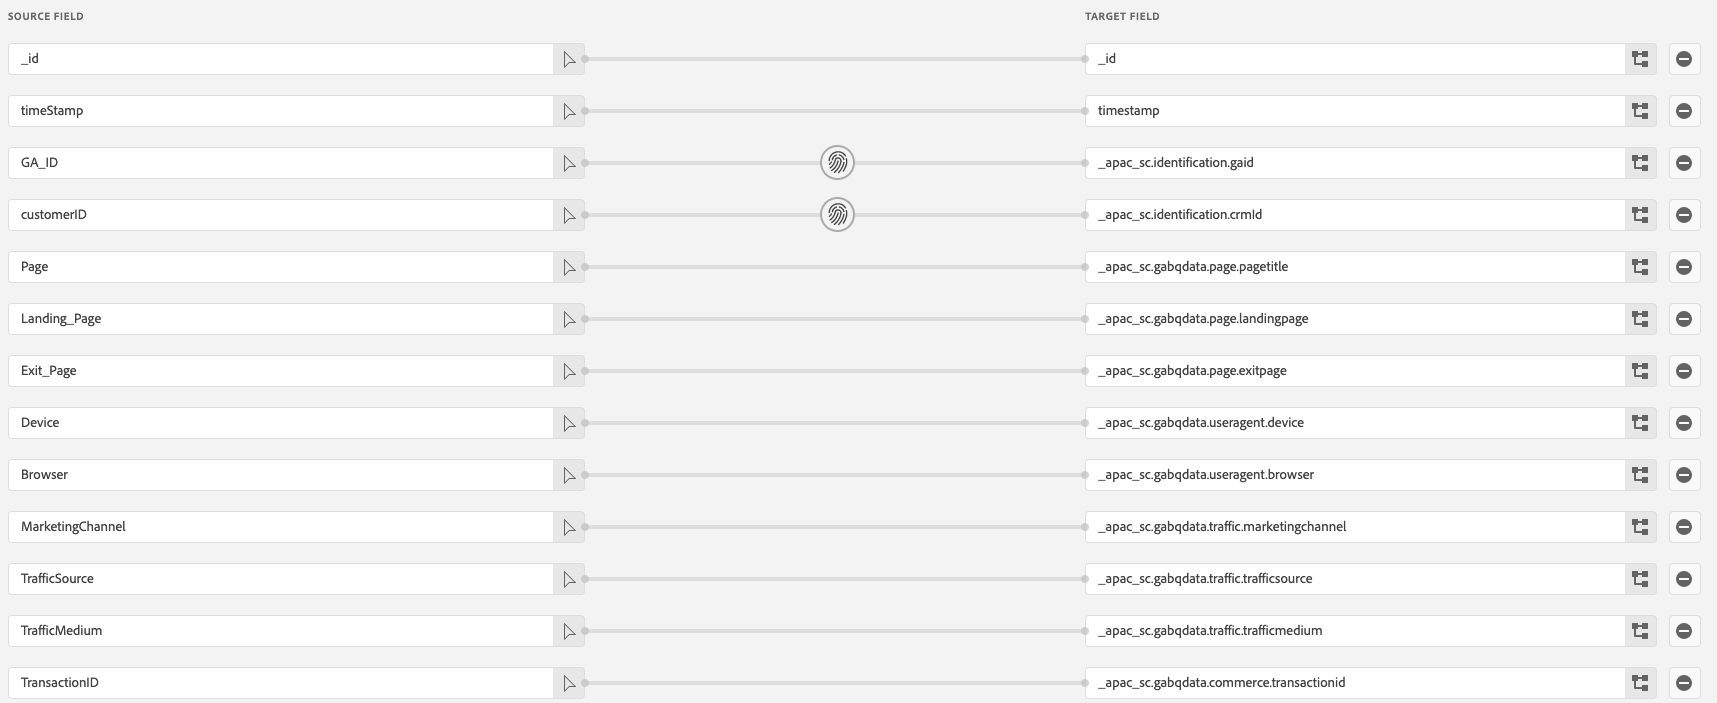 SOURCE FIELD TARGET FIELD
_id _id
timeStamp timestamp
GA_ID _apac_sc.identification.gaid
customerID _apac_sc.identification.crmId
Page _apac_sc.gabqdata.page.pagetitle
Landing_Page _apac_sc.gabqdata.page.landingpage
Exit_Page _apac_sc.gabqdata.page.exitpage
Device _apac_sc.gabqdata.useragent.device
Browser _apac_sc.gabqdata.useragent.browser
MarketingChannel _apac_sc.gabqdata.traffic.marketingchannel
TrafficSource _apac_sc.gabqdata.traffic.trafficsource
TrafficMedium _apac_sc.gabqdata.traffic.trafficmedium
TransactionID _apac_sc.gabqdata.commerce.transactionid